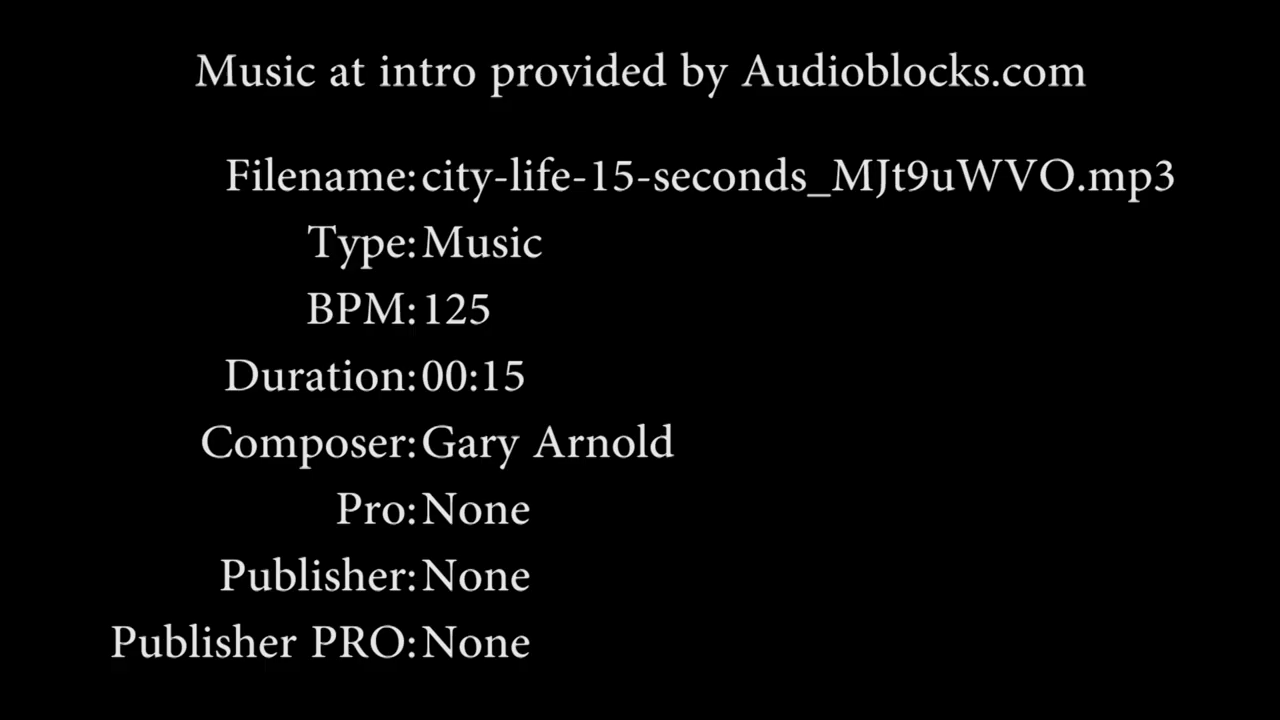 Music at intro provided by Audioblocks.com
Filename: city-life-15-seconds_MJt9uWVO.mp3
Type: Music
BPM: 125
Duration: 00:15
Composer: Gary Arnold
Pro: None
Publisher: None
Publisher PRO: None